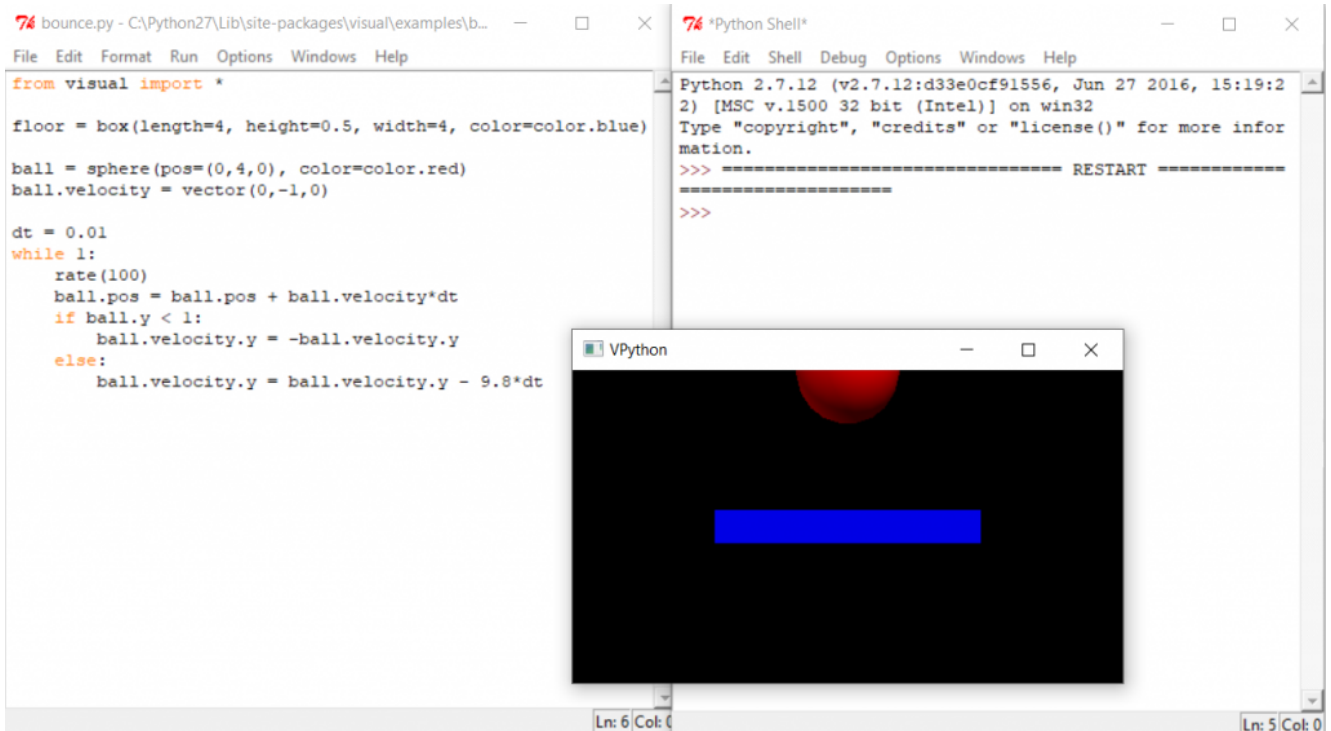 bounce.py - C:\Python27\Lib\site-packages\visual\examples\b...
File Edit Format Run Options Windows Help
from visual import *
floor = box(length=4, height=0.5, width=4, color=color.blue)
ball = sphere(pos=(0,4,0), color=color.red)
ball.velocity = vector(0,-1,0)
dt = 0.01
while 1:
    rate(100)
    ball.pos = ball.pos + ball.velocity*dt
    if ball.y < 1:
        ball.velocity.y = -ball.velocity.y
    else:
        ball.velocity.y = ball.velocity.y - 9.8*dt
Ln: 6 Col: 0
*Python Shell*
File Edit Shell Debug Options Windows Help
Python 2.7.12 (v2.7.12:d33e0cf91556, Jun 27 2016, 15:19:2
2) [MSC v.1500 32 bit (Intel)] on win32
Type "copyright", "credits" or "license()" for more infor
mation.
>>> ================================ RESTART ============
====================
>>>
VPython
Ln: 5 Col: 0